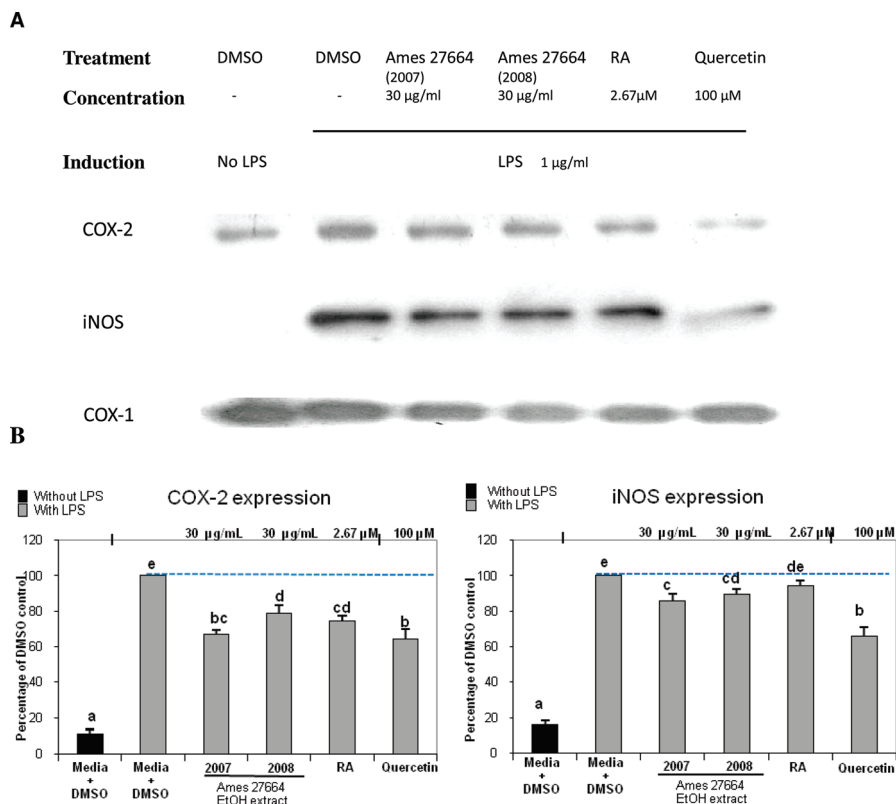 A
Treatment DMSO DMSO Ames 27664 Ames 27664 RA Quercetin
(2007) (2008)
Concentration - - 30 µg/ml 30 µg/ml 2.67µM 100 µM
Induction No LPS LPS 1 µg/ml
COX-2
iNOS
COX-1
B
Without LPS
With LPS
COX-2 expression
30 µg/mL 30 µg/mL 2.67 µM 100 µM
Percentage of DMSO control
120
100
80
60
40
20
0
a e bc d cd b
Media + DMSO
Media + DMSO
2007 2008 RA Quercetin
Ames 27664
EtOH extract
Without LPS
With LPS
iNOS expression
30 µg/mL 30 µg/mL 2.67 µM 100 µM
Percentage of DMSO control
120
100
80
60
40
20
0
a e c cd de b
Media + DMSO
Media + DMSO
2007 2008 RA Quercetin
Ames 27664
EtOH extract